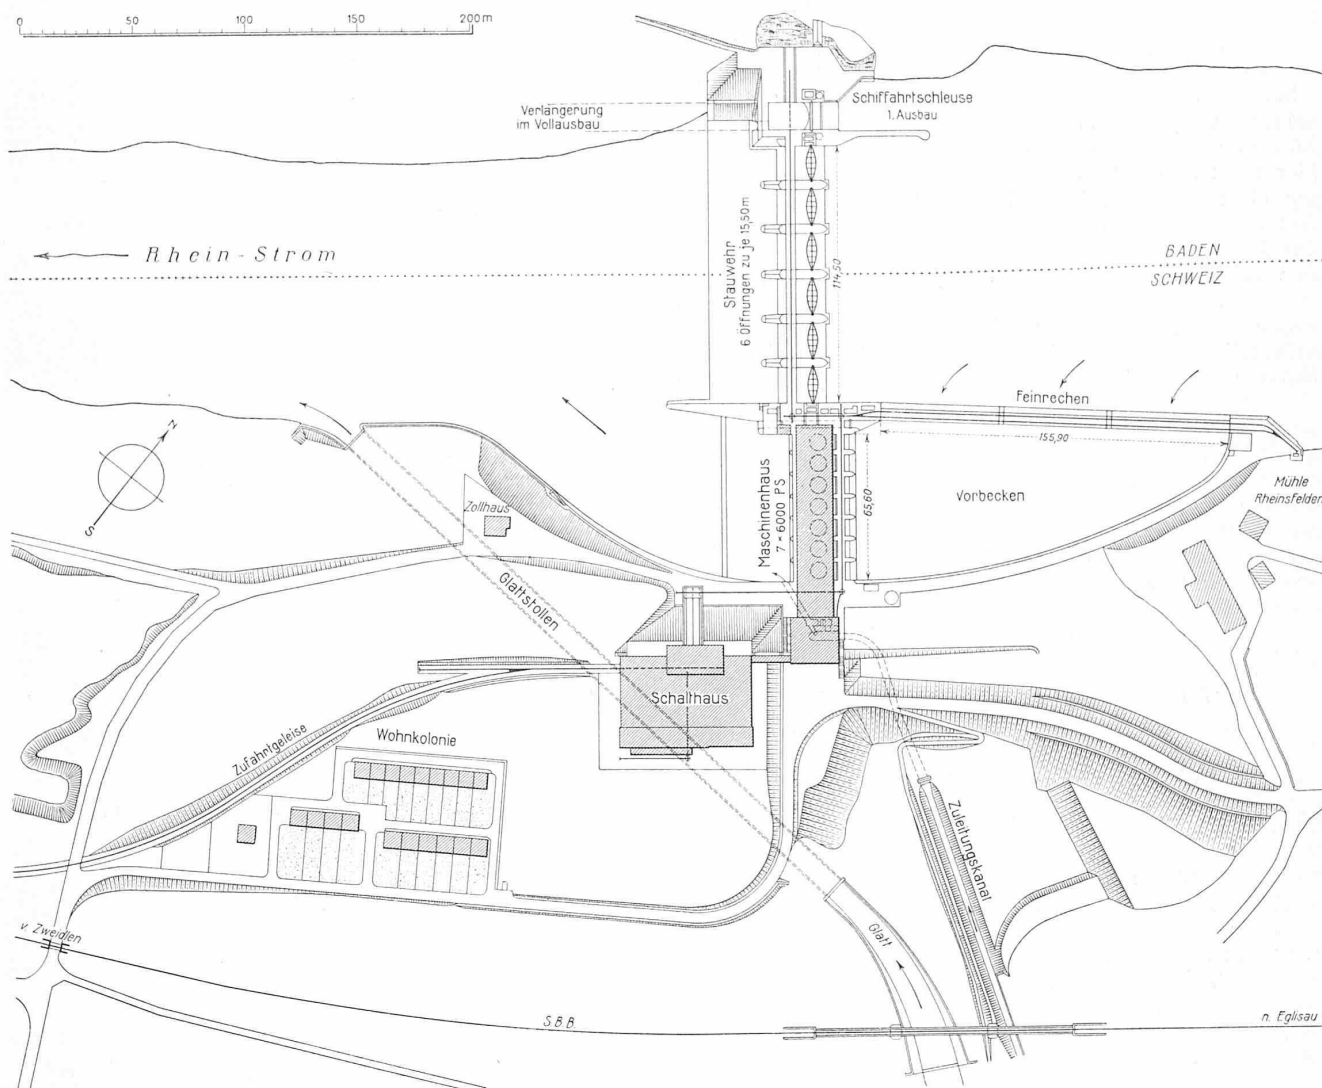 0 50 100 150 200 m
Verlängerung
im Vollausbau
Schiffahrtschleuse
1. Ausbau
Rhein-Strom
Stauwehr
6 Öffnungen zu je 15,50m
114,50
BADEN
SCHWEIZ
Feinrechen
155,90
N
S
Zollhaus
Glattstollen
Maschinenhaus
7 × 6000 PS
65,60
Vorbecken
Mühle
Rheinsfelden
Schalthaus
Zufahrtgeleise
Wohnkolonie
Zuleitungskanal
Glatt
v. Zweidlen
S.B.B.
n. Eglisau